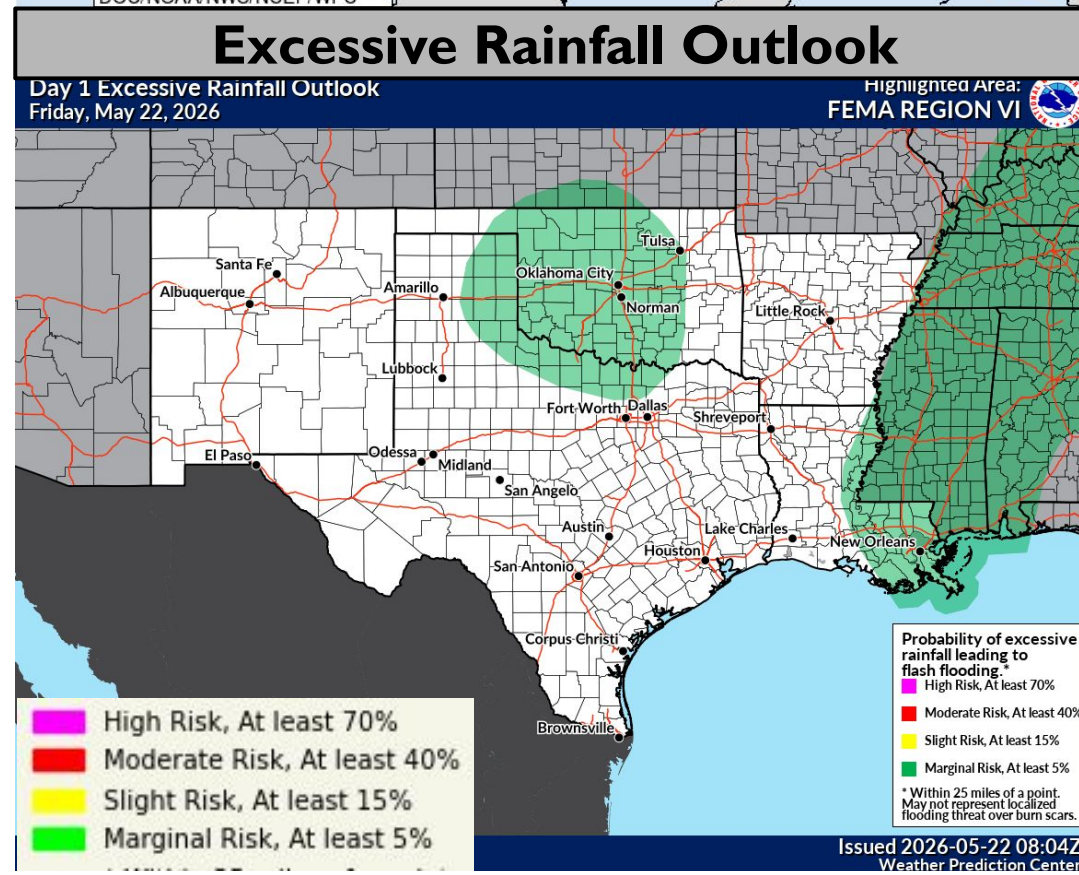 DOC/NOAA/NWS/NCEP/WPC
Excessive Rainfall Outlook
Day 1 Excessive Rainfall Outlook
Friday, May 22, 2026
Highlighted Area:
FEMA REGION VI
Santa Fe
Albuquerque
Amarillo
Tulsa
Oklahoma City
Norman
Little Rock
Lubbock
Fort Worth
Dallas
Shreveport
El Paso
Odessa
Midland
San Angelo
Austin
Lake Charles
New Orleans
Houston
San Antonio
Corpus Christi
Brownsville
Probability of excessive
rainfall leading to
flash flooding.*
High Risk, At least 70%
Moderate Risk, At least 40%
Slight Risk, At least 15%
Marginal Risk, At least 5%
* Within 25 miles of a point.
May not represent localized
flooding threat over burn scars.
High Risk, At least 70%
Moderate Risk, At least 40%
Slight Risk, At least 15%
Marginal Risk, At least 5%
Issued 2026-05-22 08:04Z
Weather Prediction Center